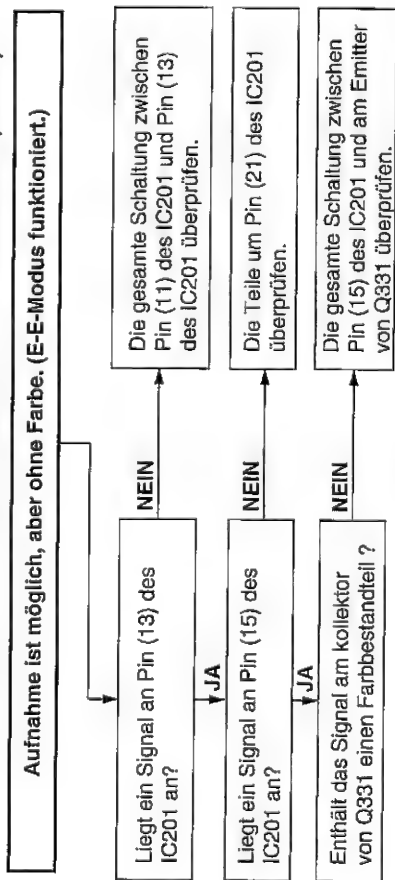 Aufnahme ist möglich, aber ohne Farbe. (E-E-Modus funktioniert.)
Liegt ein Signal an Pin (13) des
IC201 an?
NEIN
Die gesamte Schaltung zwischen
Pin (11) des IC201 und Pin (13)
des IC201 überprüfen.
JA
Liegt ein Signal an Pin (15) des
IC201 an?
NEIN
Die Teile um Pin (21) des IC201
überprüfen.
JA
Enthält das Signal am kollektor
von Q331 einen Farbbestandteil ?
NEIN
Die gesamte Schaltung zwischen
Pin (15) des IC201 und am Emitter
von Q331 überprüfen.